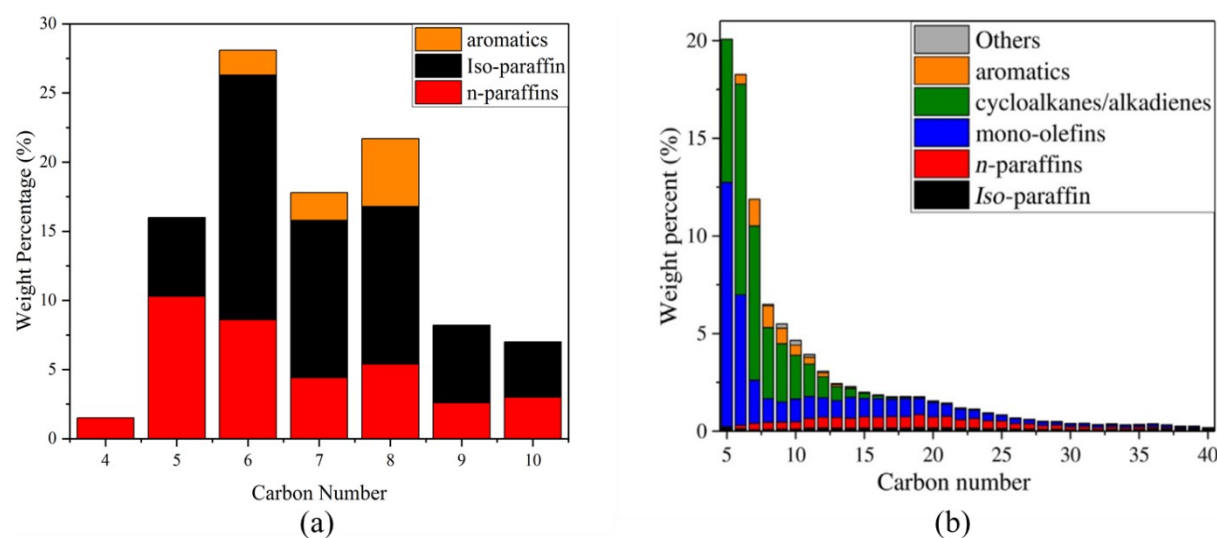 30
25
20
15
10
5
0
Weight Percentage (%)
aromatics
Iso-paraffin
n-paraffins
4 5 6 7 8 9 10
Carbon Number
(a)
20
15
10
5
0
Weight percent (%)
Others
aromatics
cycloalkanes/alkadienes
mono-olefins
n-paraffins
Iso-paraffin
5 10 15 20 25 30 35 40
Carbon number
(b)